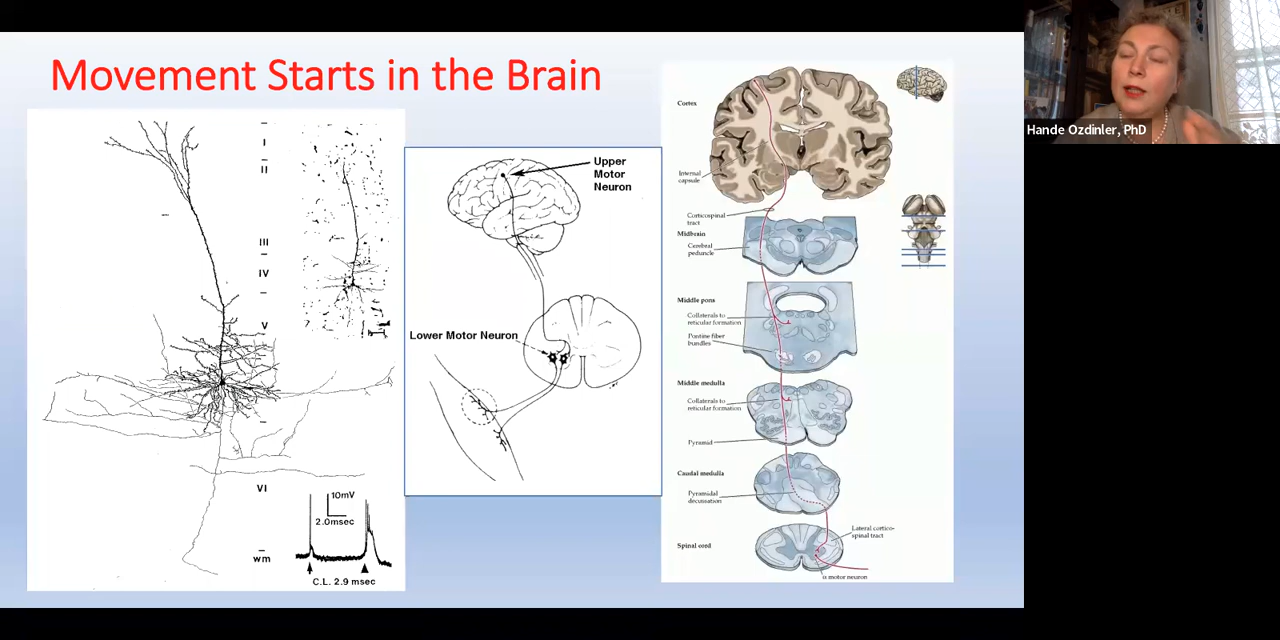 Movement Starts in the Brain
I
II
III
IV
V
VI
wm
10mV
2.0msec
C.L. 2.9 msec
Upper
Motor
Neuron
Lower Motor Neuron
Cortex
Internal
capsule
Corticospinal
tract
Midbrain
Cerebral
peduncle
Middle pons
Collaterals to
reticular formation
Pontine fiber
bundles
Middle medulla
Collaterals to
reticular formation
Pyramid
Caudal medulla
Pyramidal
decussation
Spinal cord
Lateral cortico-
spinal tract
α motor neuron
Hande Ozdinler, PhD